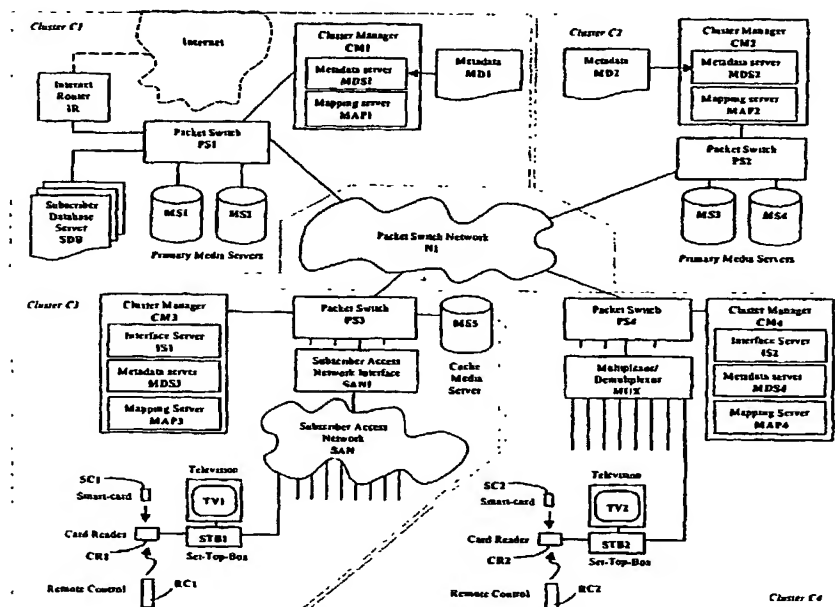 Cluster C1
Internet
Internet
Router
IR
Packet Switch
PS1
Subscriber
Database
Server
SDB
MS1
MS2
Primary Media Servers
Cluster Manager
CM1
Metadata server
MDS1
Mapping server
MAP1
Metadata
MD1
Cluster C2
Metadata
MD2
Cluster Manager
CM2
Metadata server
MDS2
Mapping server
MAP2
Packet Switch
PS2
MS3
MS4
Primary Media Servers
Packet Switch Network
N1
Cluster C3
Cluster Manager
CM3
Interface Server
IS1
Metadata server
MDS3
Mapping Server
MAP3
Packet Switch
PS3
Subscriber Access
Network Interface
SANI
Subscriber Access
Network
SAN
MS5
Cache
Media
Server
Packet Switch
PS4
Multiplexor/
Demultiplexor
MUX
Cluster Manager
CM4
Interface Server
IS2
Metadata server
MDS4
Mapping Server
MAP4
SC1
Smart-card
Television
TV1
Card Reader
STB1
CR1
Set-Top-Box
Remote Control
RC1
SC2
Smart-card
Television
TV2
Card Reader
STB2
CR2
Set-Top-Box
Remote Control
RC2
Cluster C4